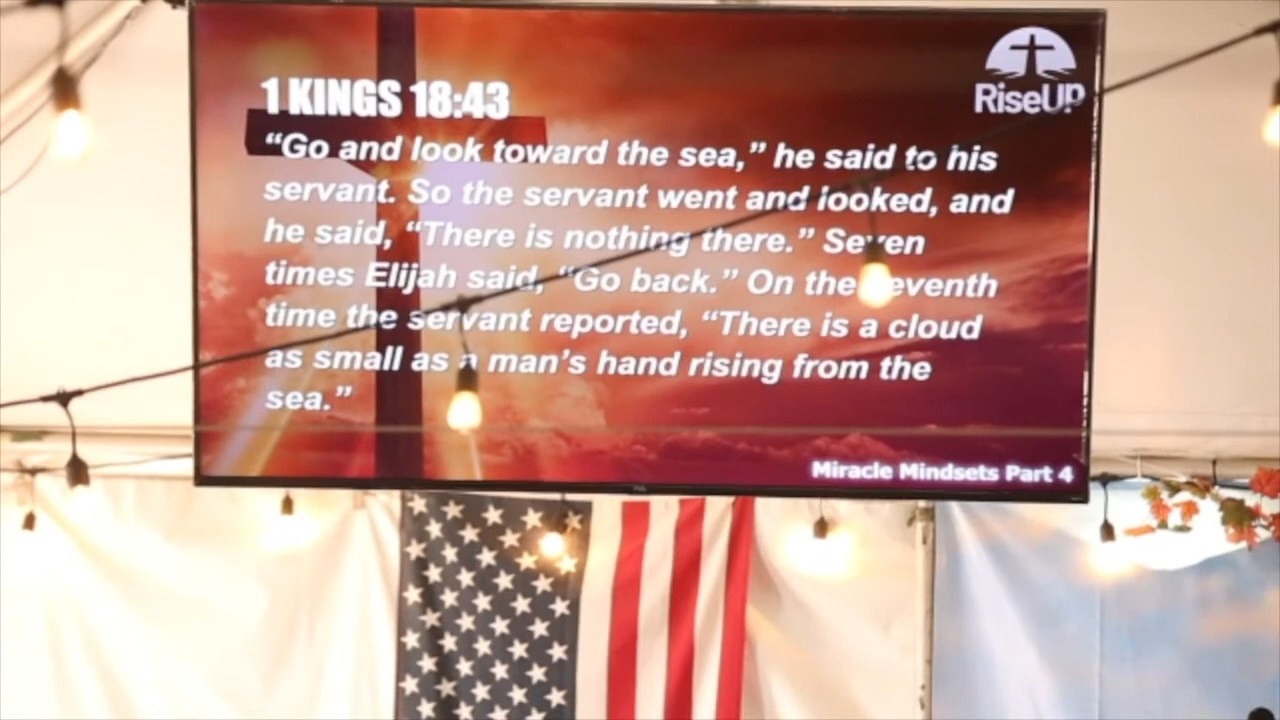 1 KINGS 18:43
RiseUP
“Go and look toward the sea,” he said to his
servant. So the servant went and looked, and
he said, “There is nothing there.” Seven
times Elijah said, “Go back.” On the seventh
time the servant reported, “There is a cloud
as small as a man’s hand rising from the
sea.”
Miracle Mindsets Part 4